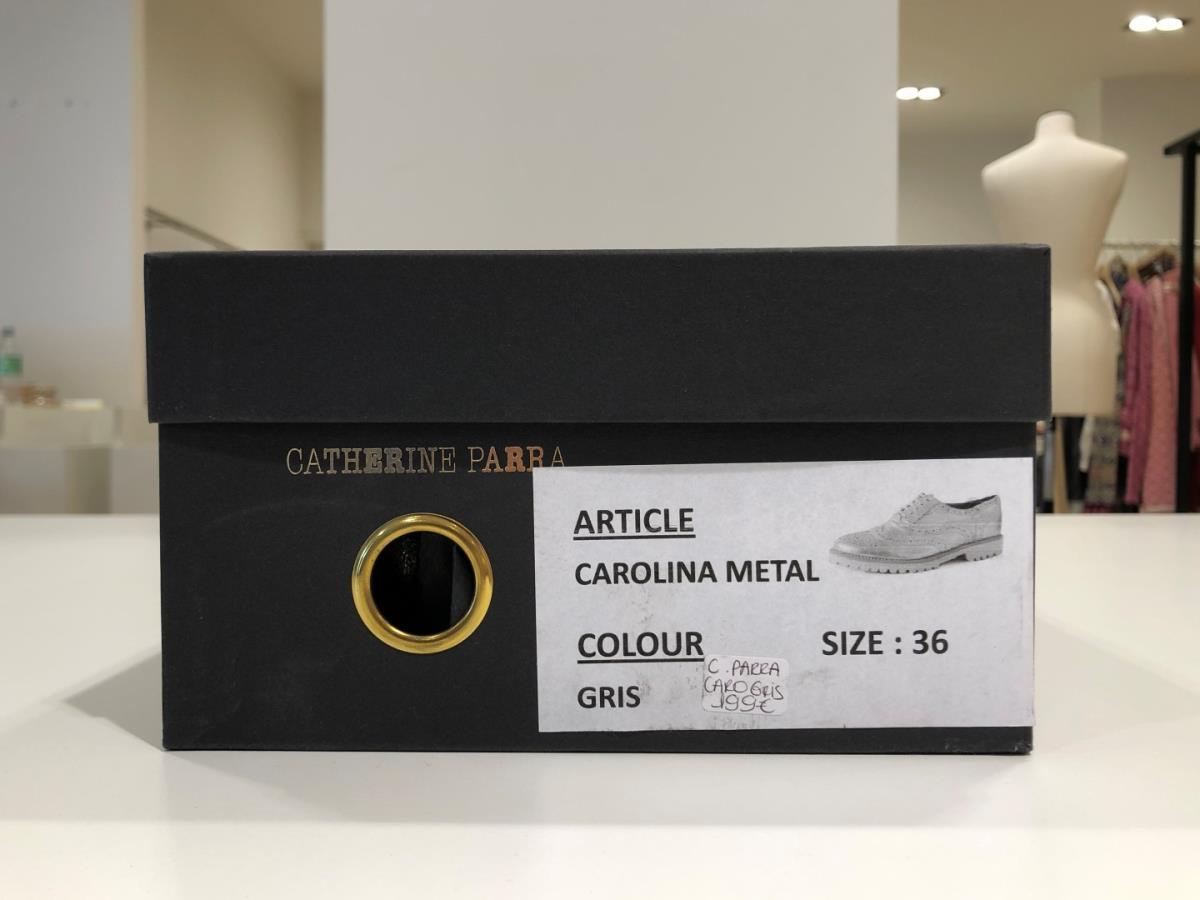 CATHERINE PARRA
ARTICLE
CAROLINA METAL
COLOUR
SIZE : 36
GRIS
C. PARRA
CARO GRIS
199€